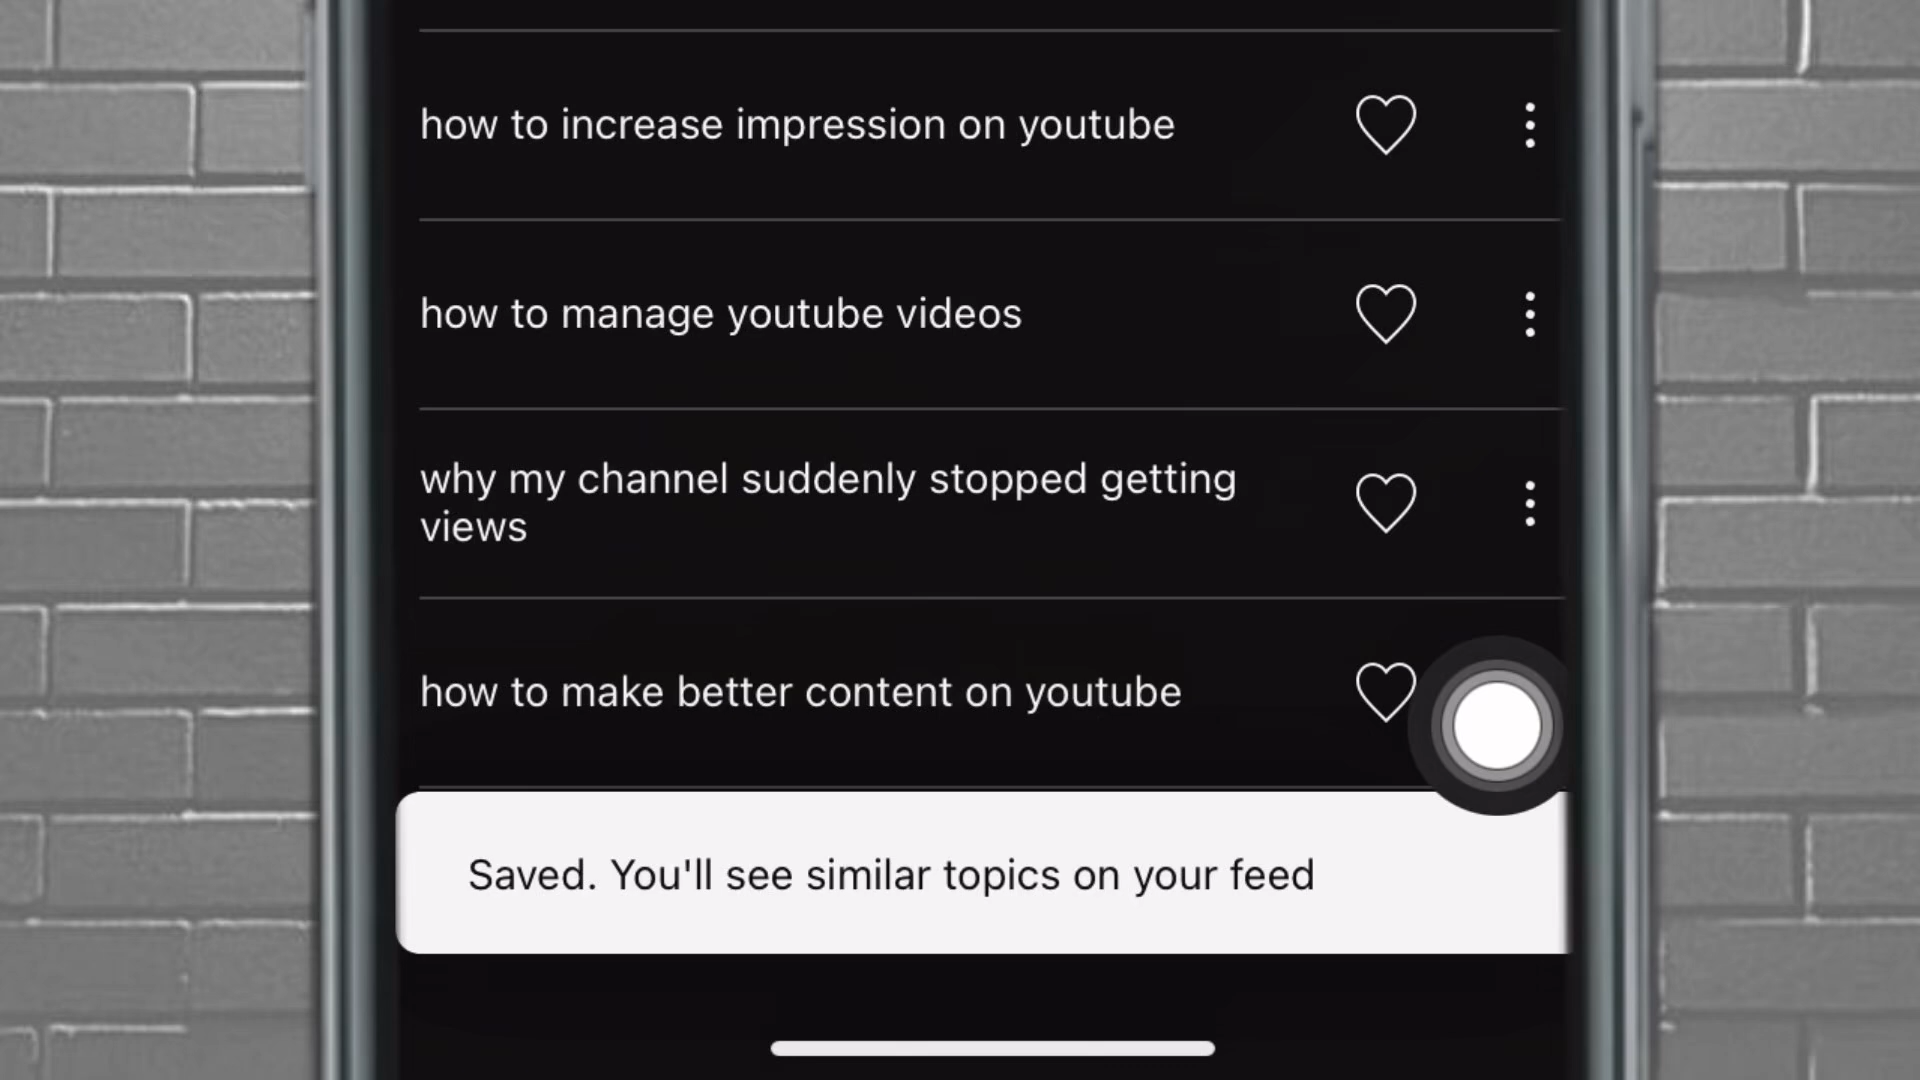 how to increase impression on youtube
how to manage youtube videos
why my channel suddenly stopped getting
views
how to make better content on youtube
Saved. You'll see similar topics on your feed